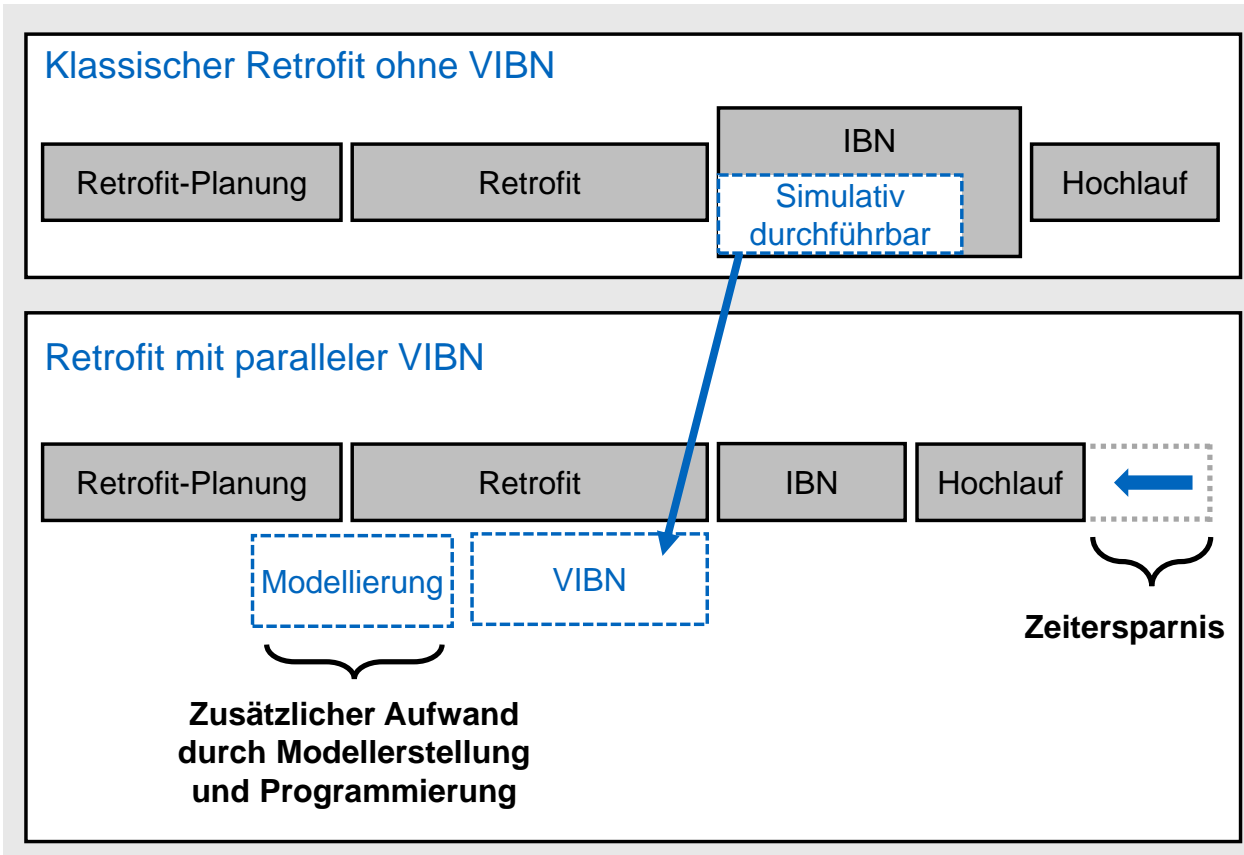 Klassischer Retrofit ohne VIBN
Retrofit-Planung
Retrofit
IBN
Simulativ
durchführbar
Hochlauf
Retrofit mit paralleler VIBN
Retrofit-Planung
Retrofit
IBN
Hochlauf
Modellierung
VIBN
Zeitersparnis
Zusätzlicher Aufwand
durch Modellerstellung
und Programmierung